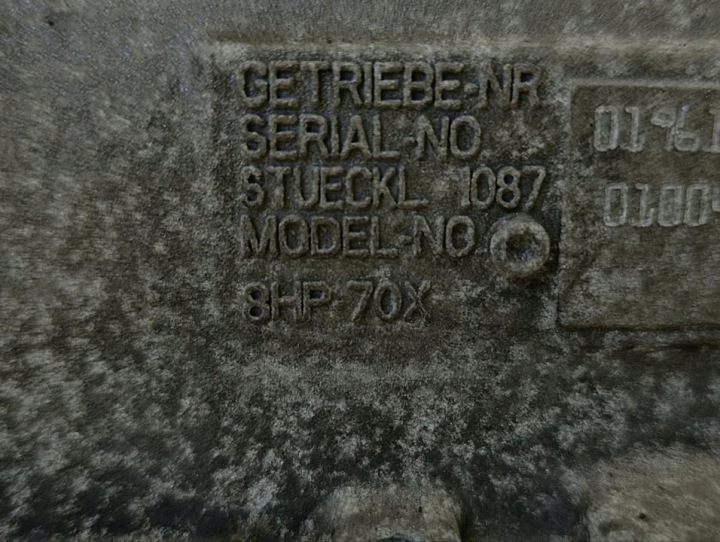 GETRIEBE-NR
SERIAL-NO
STUECKL 1087
MODEL-NO
8HP 70X